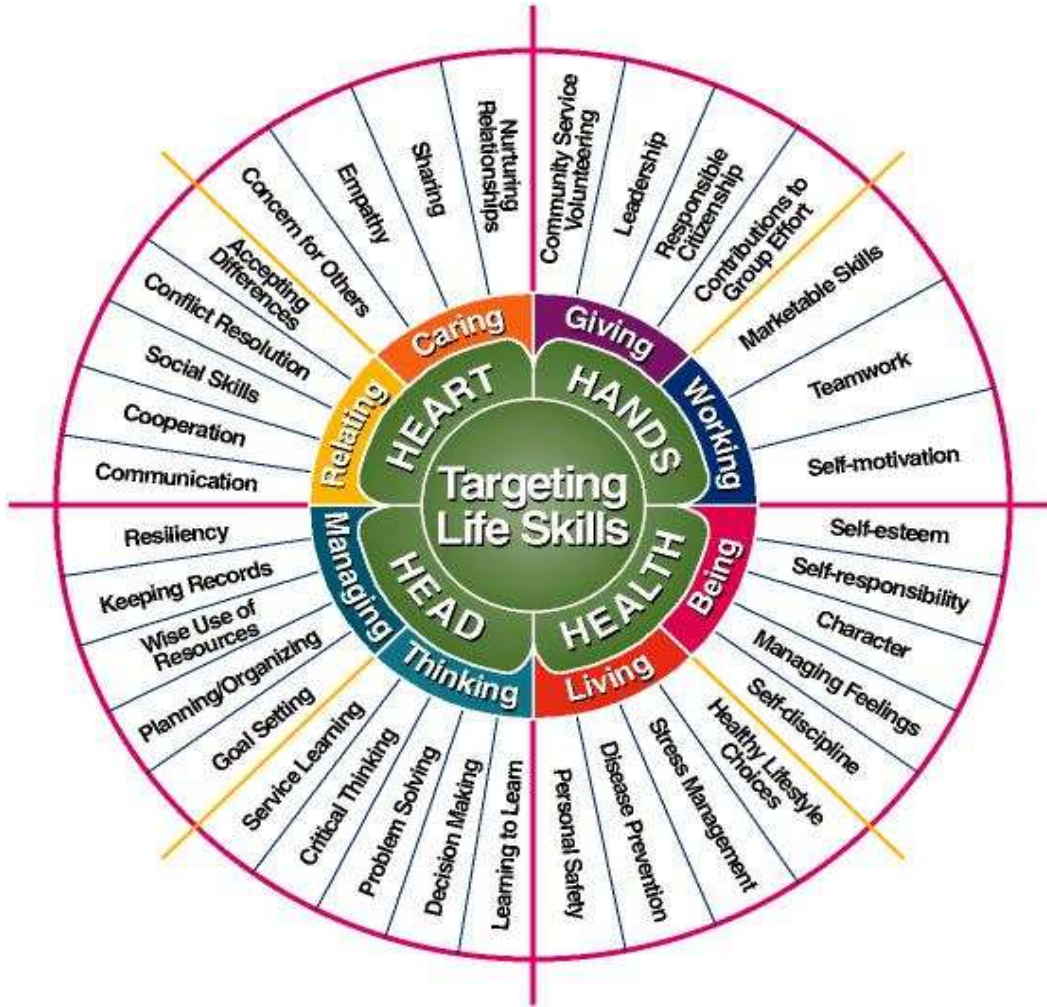 Targeting
Life Skills
HEART
HANDS
HEALTH
HEAD
Caring
Giving
Working
Being
Living
Thinking
Managing
Relating
Nurturing
Relationships
Sharing
Empathy
Concern for Others
Accepting
Differences
Conflict Resolution
Social Skills
Cooperation
Communication
Community Service
Volunteering
Leadership
Responsible
Citizenship
Contributions to
Group Effort
Marketable Skills
Teamwork
Self-motivation
Self-esteem
Self-responsibility
Character
Managing Feelings
Self-discipline
Healthy Lifestyle
Choices
Stress Management
Disease Prevention
Personal Safety
Learning to Learn
Decision Making
Problem Solving
Critical Thinking
Service Learning
Goal Setting
Planning/Organizing
Wise Use of
Resources
Keeping Records
Resiliency